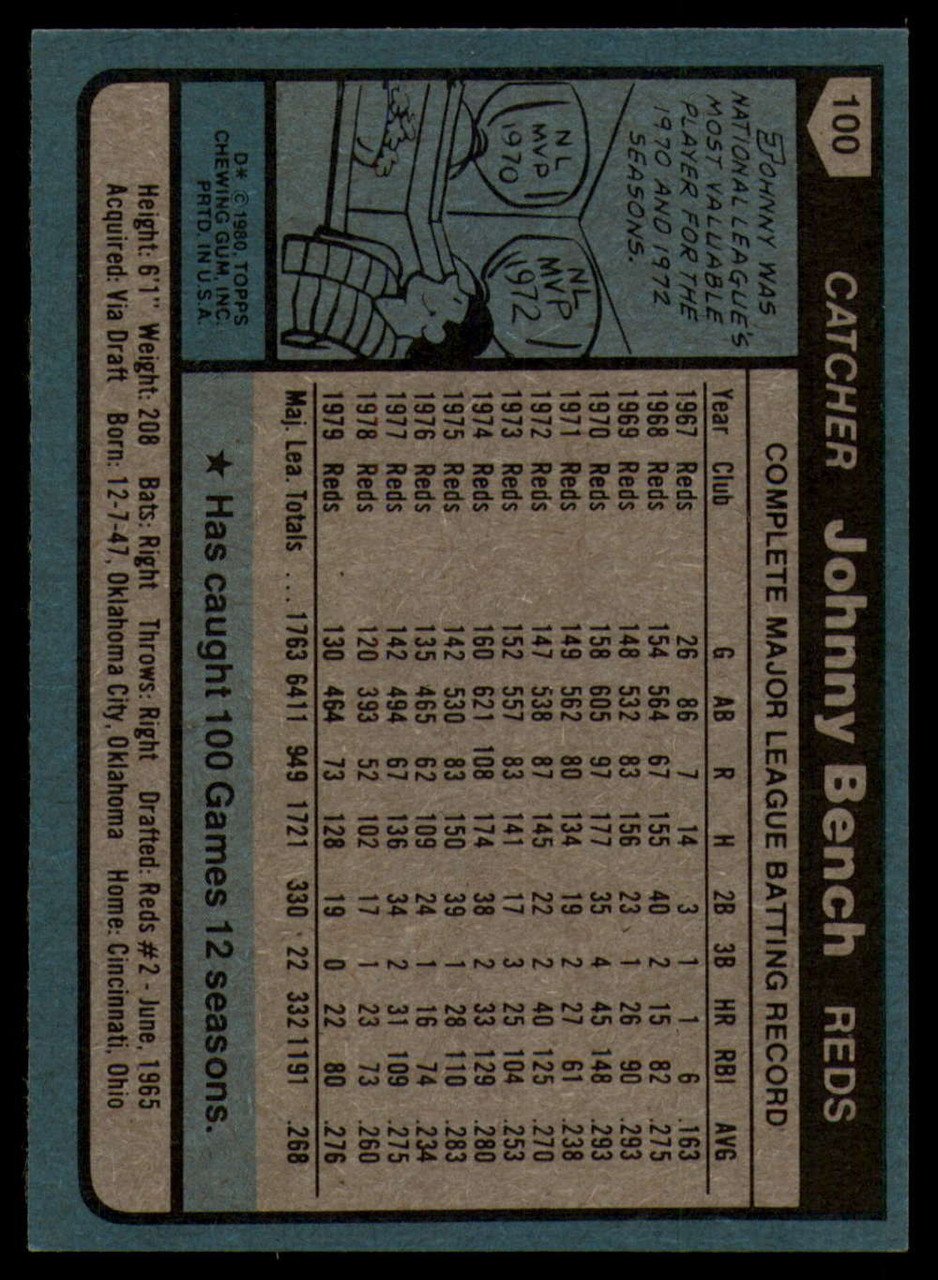 100 CATCHER Johnny Bench REDS
JOHNNY WAS
NATIONAL LEAGUE'S
MOST VALUABLE
PLAYER FOR THE
1970 AND 1972
SEASONS.
NL
MVP
1970
NL
MVP
1972
D* © 1980, TOPPS
CHEWING GUM, INC.
PRTD. IN U.S.A.
COMPLETE MAJOR LEAGUE BATTING RECORD
Year Club G AB R H 2B 3B HR RBI AVG
1967 Reds 26 86 7 14 3 1 1 6 .163
1968 Reds 154 564 67 155 40 2 15 82 .275
1969 Reds 148 532 83 156 23 1 26 90 .293
1970 Reds 158 605 97 177 35 4 45 148 .293
1971 Reds 149 562 80 134 19 2 27 61 .238
1972 Reds 147 538 87 145 22 2 40 125 .270
1973 Reds 152 557 83 141 17 3 25 104 .253
1974 Reds 160 621 108 174 38 2 33 129 .280
1975 Reds 142 530 83 150 39 1 28 110 .283
1976 Reds 135 465 62 109 24 1 16 74 .234
1977 Reds 142 494 67 136 34 2 31 109 .275
1978 Reds 120 393 52 102 17 1 23 73 .260
1979 Reds 130 464 73 128 19 0 22 80 .276
Maj. Lea. Totals ... 1763 6411 949 1721 330 22 332 1191 .268
★ Has caught 100 Games 12 seasons.
Height: 6'1" Weight: 208 Bats: Right Throws: Right Drafted: Reds #2 - June, 1965
Acquired: Via Draft Born: 12-7-47, Oklahoma City, Oklahoma Home: Cincinnati, Ohio